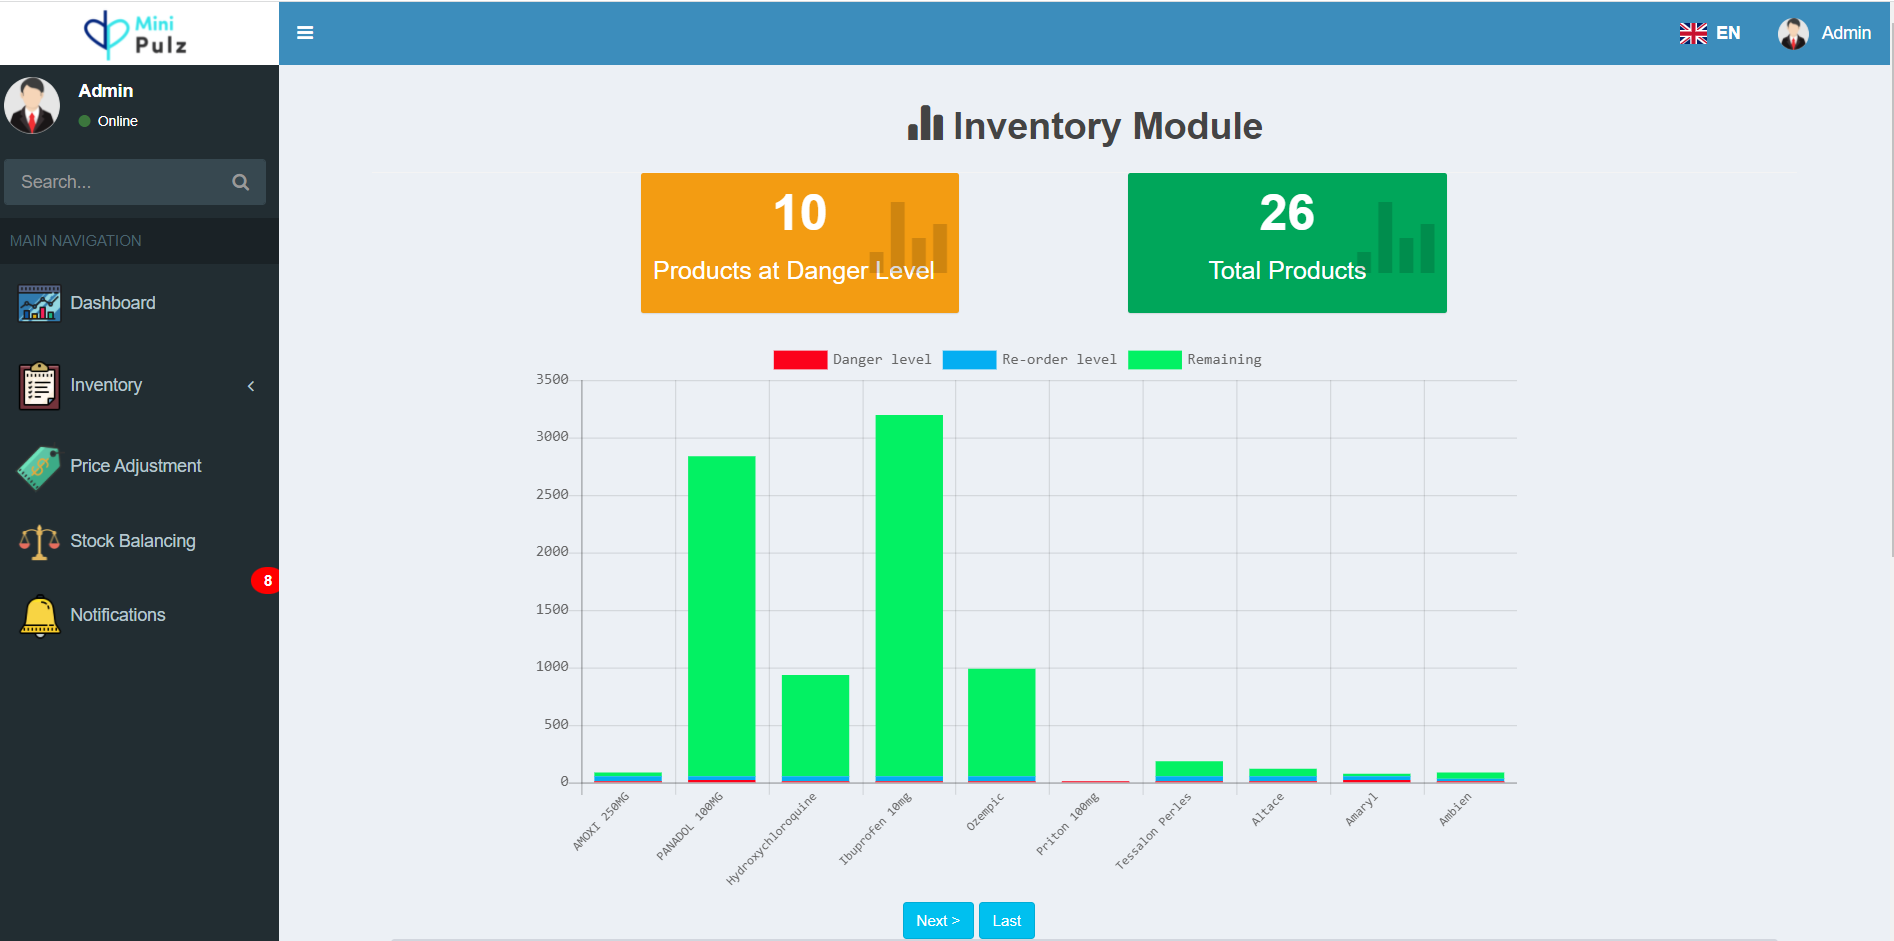 Mini
Pulz
EN
Admin
Admin
Online
Search...
MAIN NAVIGATION
Dashboard
Inventory
Price Adjustment
Stock Balancing
8
Notifications
Inventory Module
10
Products at Danger Level
26
Total Products
Danger level Re-order level Remaining
3500
3000
2500
2000
1500
1000
500
0
AMOXI 250MG
PANADOL 100MG
Hydroxychloroquine
Ibuprofen 10mg
Ozempic
Priton 100mg
Tessalon Perles
Altace
Amaryl
Ambien
Next > Last